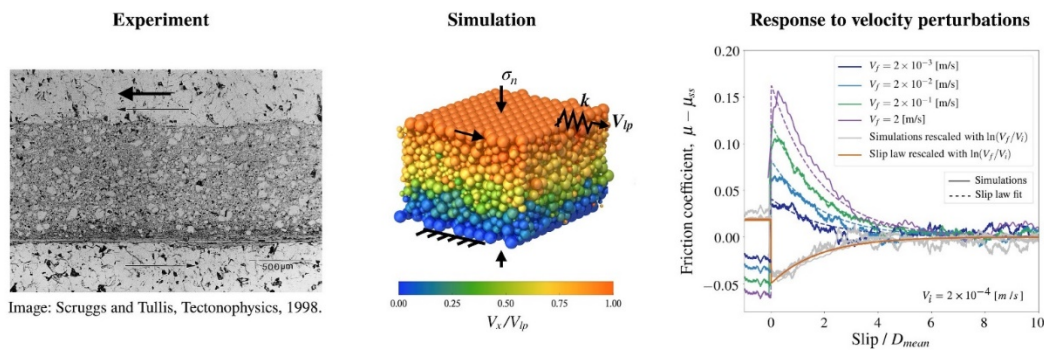 Experiment
500μm
Image: Scruggs and Tullis, Tectonophysics, 1998.
Simulation
σn
k
Vlp
0.00 0.25 0.50 0.75 1.00
Vx/Vlp
Response to velocity perturbations
Friction coefficient, μ − μss
0.20
0.15
0.10
0.05
0.00
−0.05
Vf = 2 × 10⁻³ [m/s]
Vf = 2 × 10⁻² [m/s]
Vf = 2 × 10⁻¹ [m/s]
Vf = 2 [m/s]
Simulations rescaled with ln(Vf/Vi)
Slip law rescaled with ln(Vf/Vi)
Simulations
Slip law fit
Vi = 2 × 10⁻⁴ [m/s]
0 2 4 6 8 10
Slip / Dmean